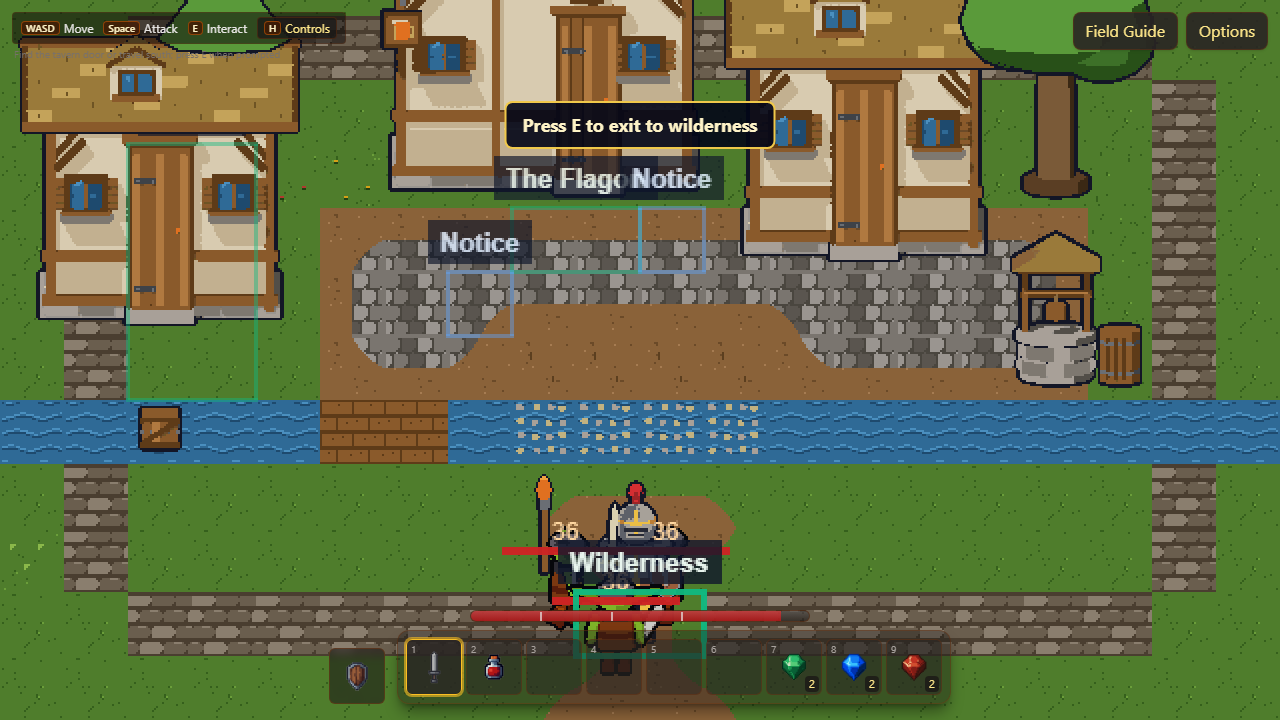 WASD Move Space Attack E Interact H Controls
Field Guide Options
Press E to exit to wilderness
The Flago Notice
Notice
36 36
Wilderness
36
1 2 3 4 5 6 7 8 9
2 2 2